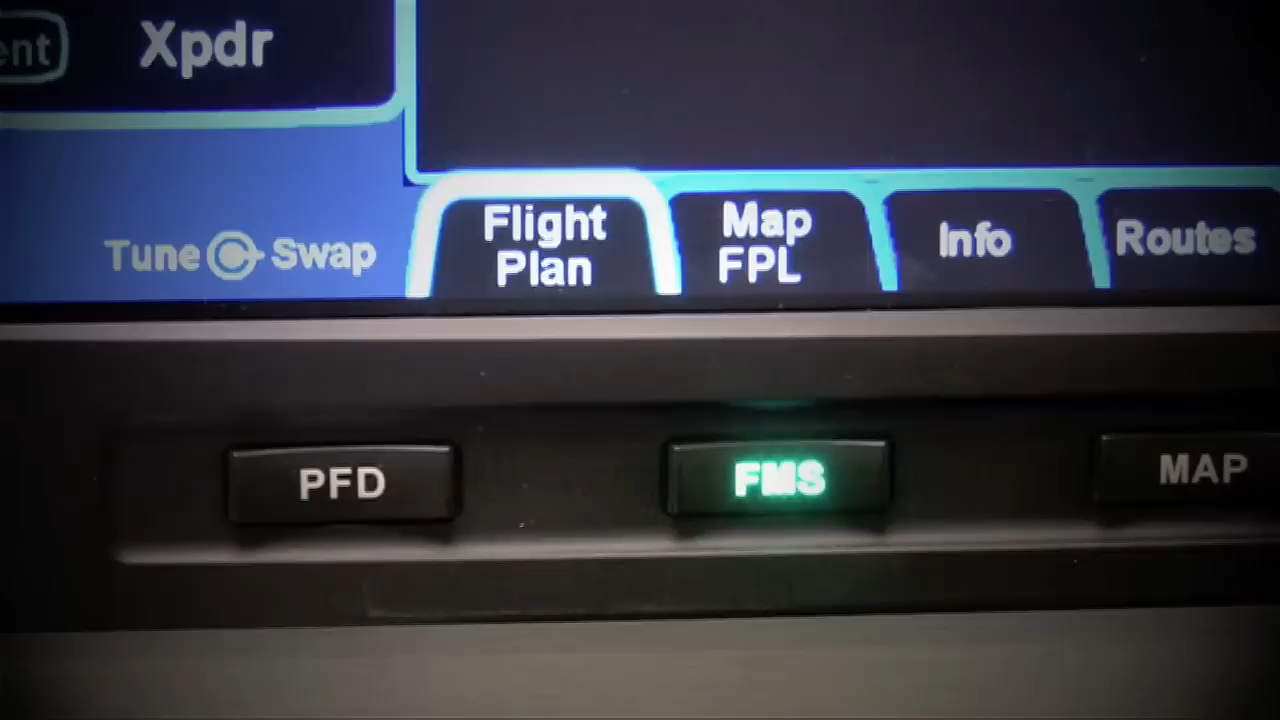 ent
Xpdr
Tune Swap
Flight
Plan
Map
FPL
Info
Routes
PFD
FMS
MAP